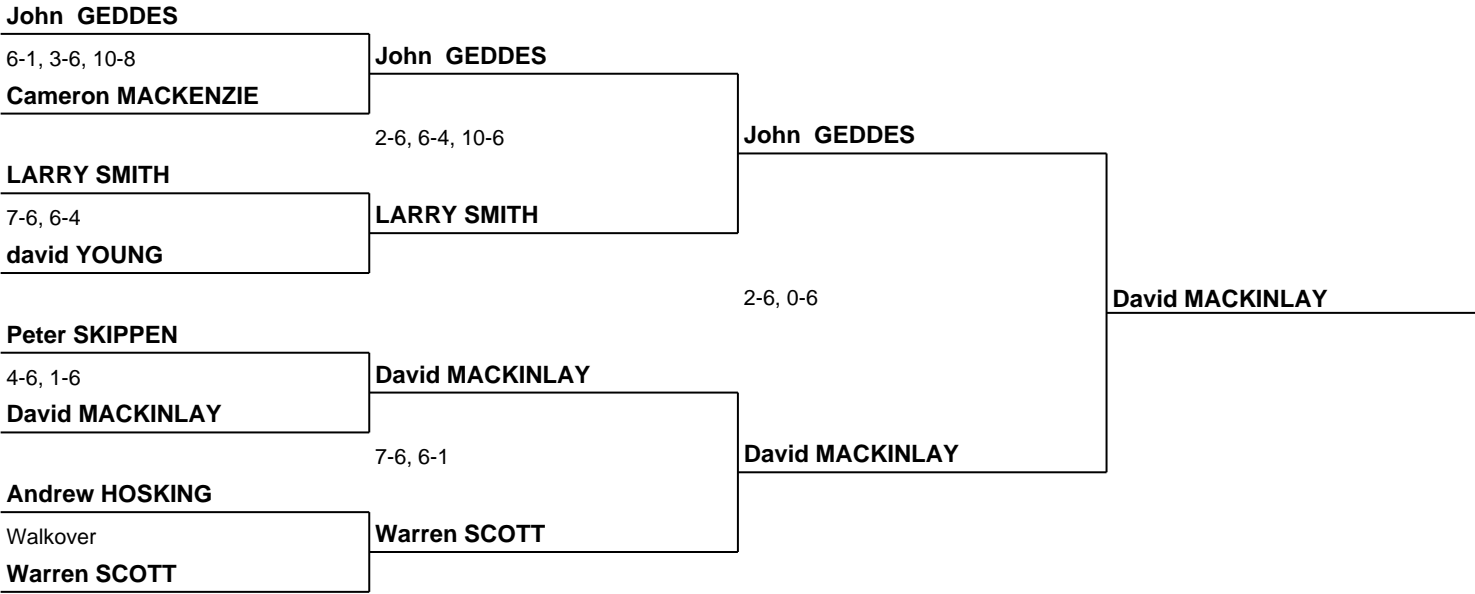 John  GEDDES
6-1, 3-6, 10-8
John  GEDDES
Cameron MACKENZIE
2-6, 6-4, 10-6
John  GEDDES
LARRY SMITH
7-6, 6-4
LARRY SMITH
david YOUNG
2-6, 0-6
David MACKINLAY
Peter SKIPPEN
4-6, 1-6
David MACKINLAY
David MACKINLAY
7-6, 6-1
David MACKINLAY
Andrew HOSKING
Walkover
Warren SCOTT
Warren SCOTT